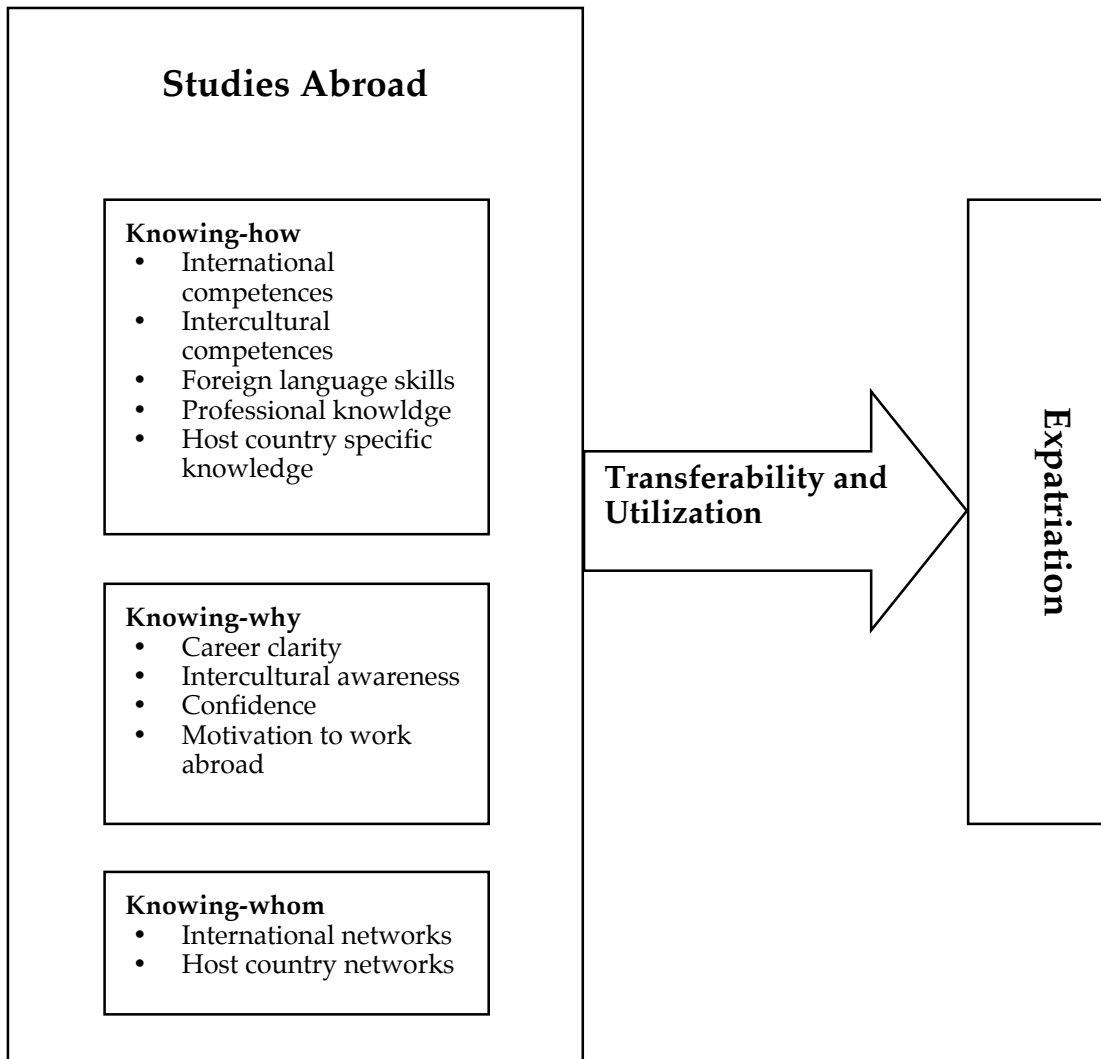 Studies Abroad
Knowing-how
• International
competences
• Intercultural
competences
• Foreign language skills
• Professional knowldge
• Host country specific
knowledge
Knowing-why
• Career clarity
• Intercultural awareness
• Confidence
• Motivation to work
abroad
Knowing-whom
• International networks
• Host country networks
Transferability and
Utilization
Expatriation